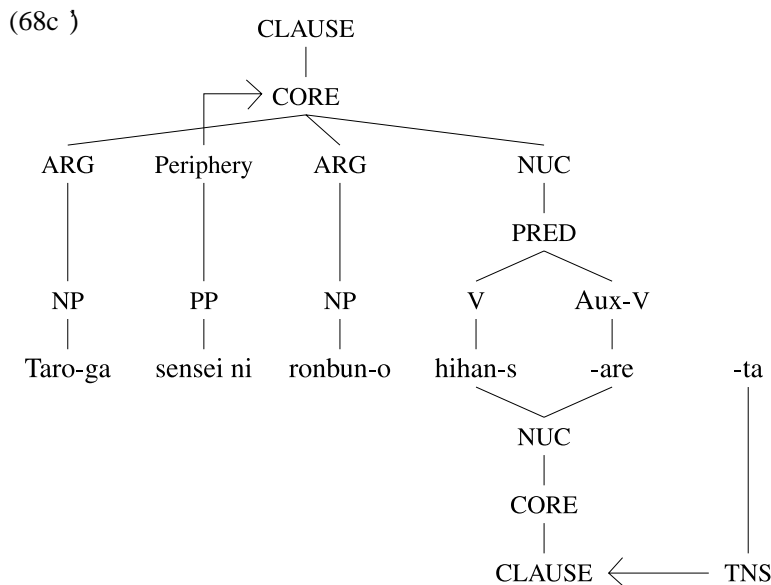 (68c')
CLAUSE
CORE
ARG Periphery ARG NUC
PRED
NP PP NP V Aux-V
Taro-ga sensei ni ronbun-o hihan-s -are -ta
NUC
CORE
CLAUSE TNS